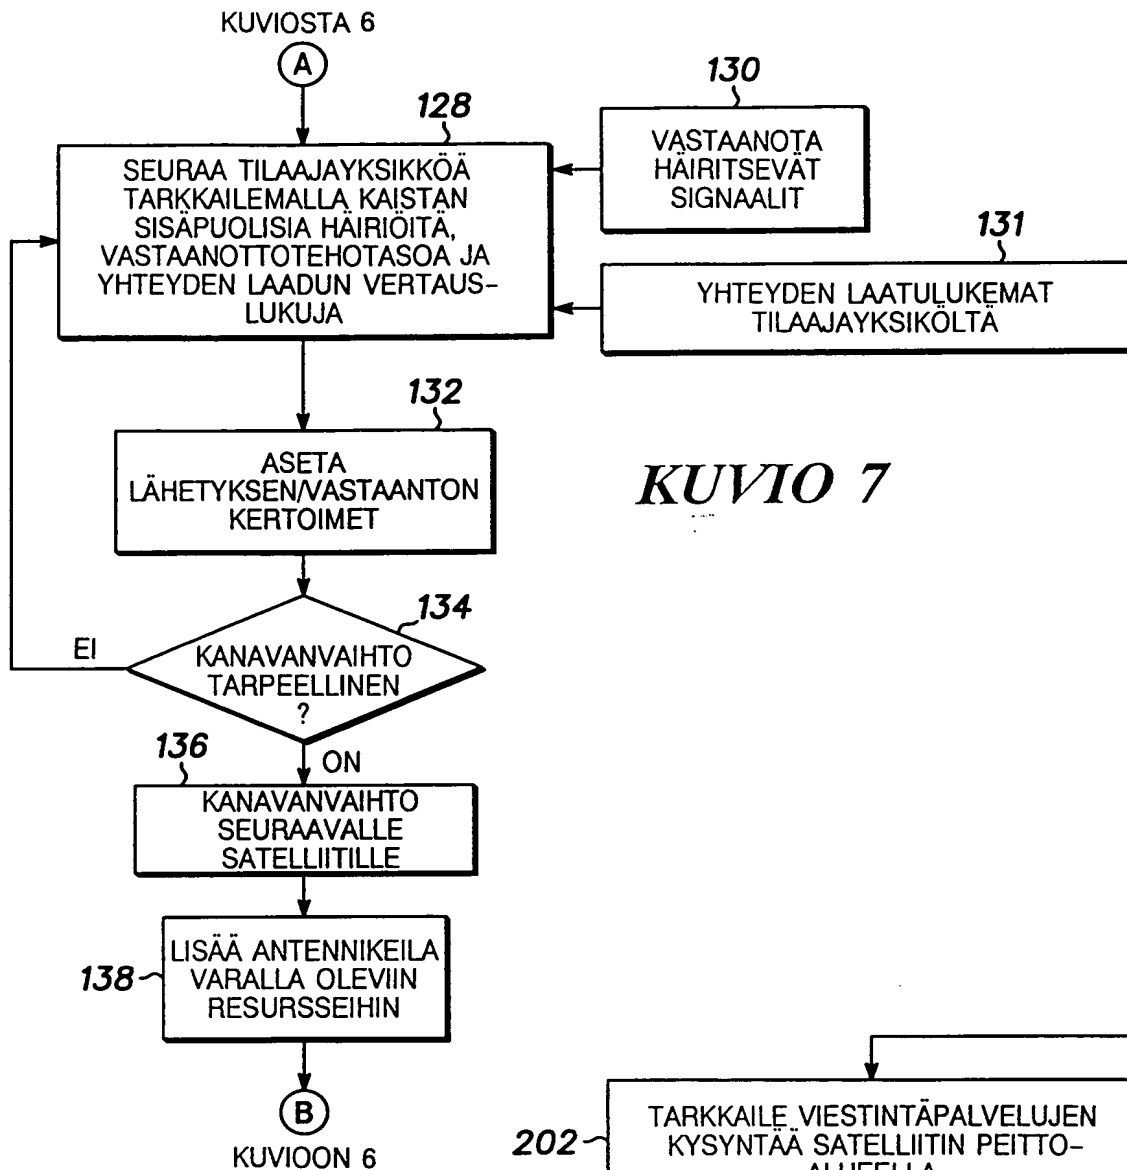 KUVIOSTA 6
A
128
SEURAA TILAAJAYKSIKKÖÄ
TARKKAILEMALLA KAISTAN
SISÄPUOLISIA HÄIRIÖITÄ,
VASTAANOTTOTEHOTASOA JA
YHTEYDEN LAADUN VERTAUS-
LUKUJA
130
VASTAANOTA
HÄIRITSEVÄT
SIGNAALIT
131
YHTEYDEN LAATULUKEMAT
TILAAJAYKSIKÖLTÄ
132
ASETA
LÄHETYKSEN/VASTAANTON
KERTOIMET
KUVIO 7
134
EI
KANAVANVAIHTO
TARPEELLINEN
?
ON
136
KANAVANVAIHTO
SEURAAVALLE
SATELLIITILLE
138
LISÄÄ ANTENNIKEILA
VARALLA OLEVIIN
RESURSSEIHIN
B
KUVIOON 6
202
TARKKAILE VIESTINTÄPALVELUJEN
KYSYNTÄÄ SATELLIITIN PEITTO-
ALUEELLA